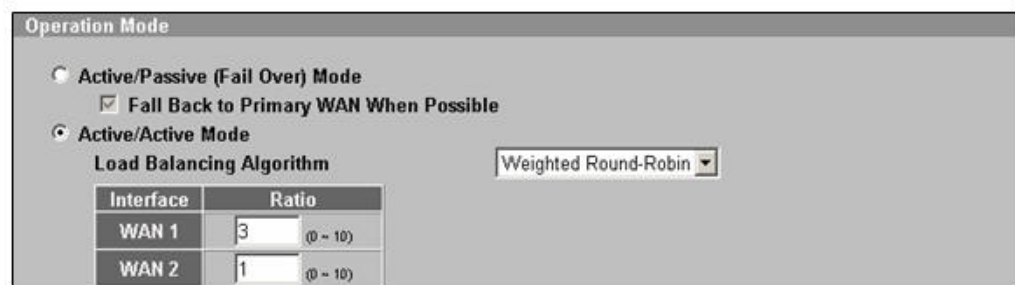 Operation Mode
Active/Passive (Fail Over) Mode
Fall Back to Primary WAN When Possible
Active/Active Mode
Load Balancing Algorithm Weighted Round-Robin
Interface Ratio
WAN 1 3 (0 ~ 10)
WAN 2 1 (0 ~ 10)